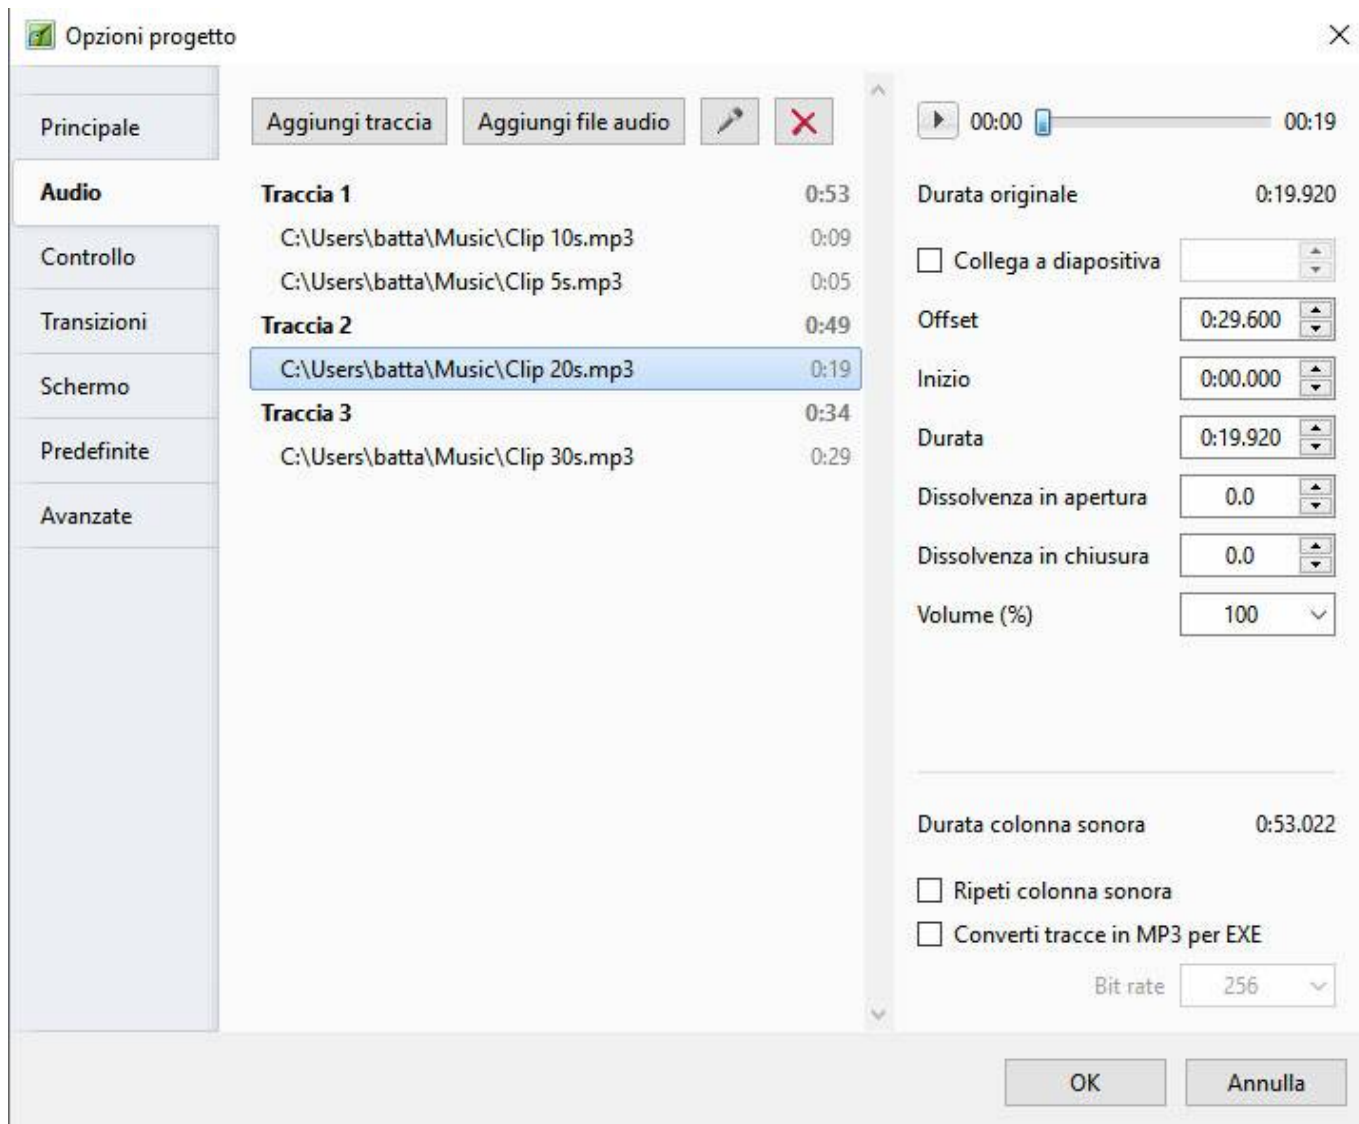 Opzioni progetto
Principale
Audio
Controllo
Transizioni
Schermo
Predefinite
Avanzate
Aggiungi traccia Aggiungi file audio
Traccia 1 0:53
C:\Users\batta\Music\Clip 10s.mp3 0:09
C:\Users\batta\Music\Clip 5s.mp3 0:05
Traccia 2 0:49
C:\Users\batta\Music\Clip 20s.mp3 0:19
Traccia 3 0:34
C:\Users\batta\Music\Clip 30s.mp3 0:29
00:00 00:19
Durata originale 0:19.920
Collega a diapositiva
Offset 0:29.600
Inizio 0:00.000
Durata 0:19.920
Dissolvenza in apertura 0.0
Dissolvenza in chiusura 0.0
Volume (%) 100
Durata colonna sonora 0:53.022
Ripeti colonna sonora
Converti tracce in MP3 per EXE
Bit rate 256
OK Annulla